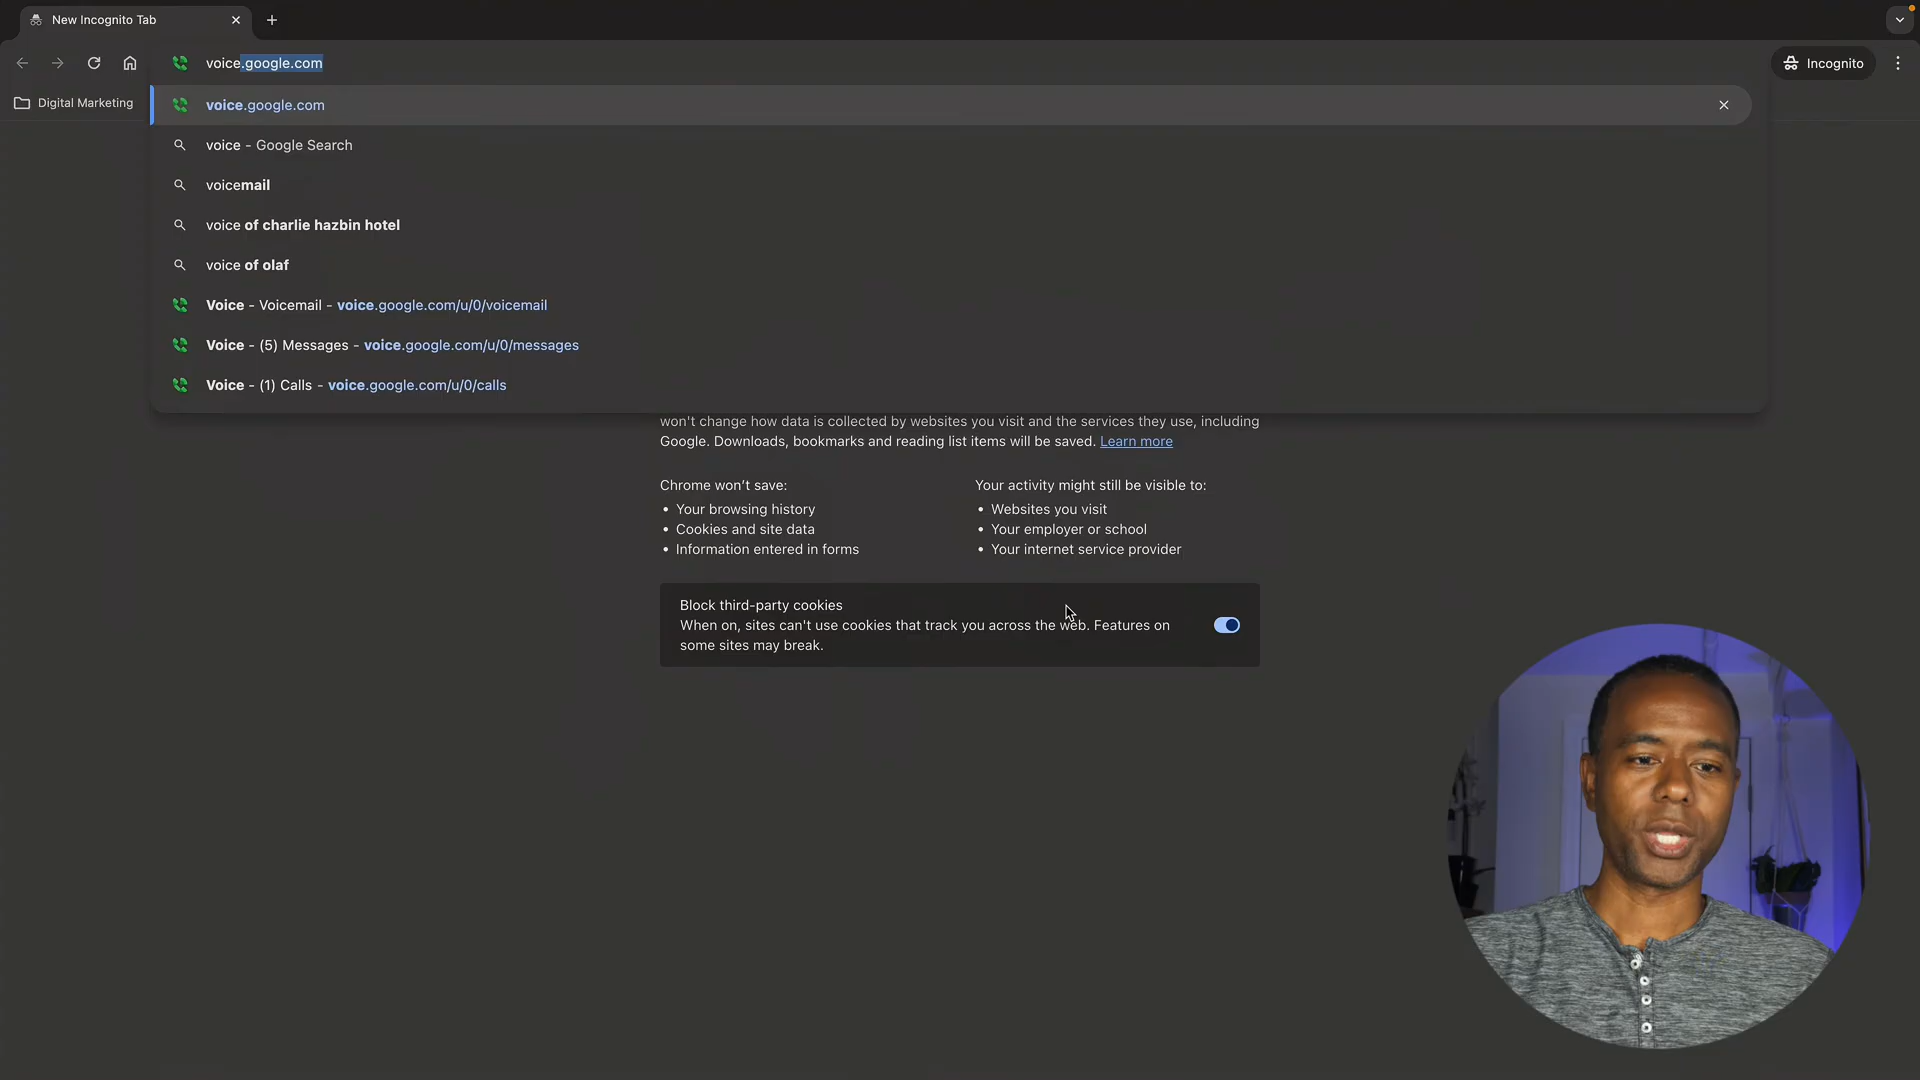 New Incognito Tab
voice.google.com
Incognito
Digital Marketing
voice.google.com
voice - Google Search
voicemail
voice of charlie hazbin hotel
voice of olaf
Voice - Voicemail - voice.google.com/u/0/voicemail
Voice - (5) Messages - voice.google.com/u/0/messages
Voice - (1) Calls - voice.google.com/u/0/calls
won't change how data is collected by websites you visit and the services they use, including
Google. Downloads, bookmarks and reading list items will be saved. Learn more
Chrome won't save:
• Your browsing history
• Cookies and site data
• Information entered in forms
Your activity might still be visible to:
• Websites you visit
• Your employer or school
• Your internet service provider
Block third-party cookies
When on, sites can't use cookies that track you across the web. Features on
some sites may break.